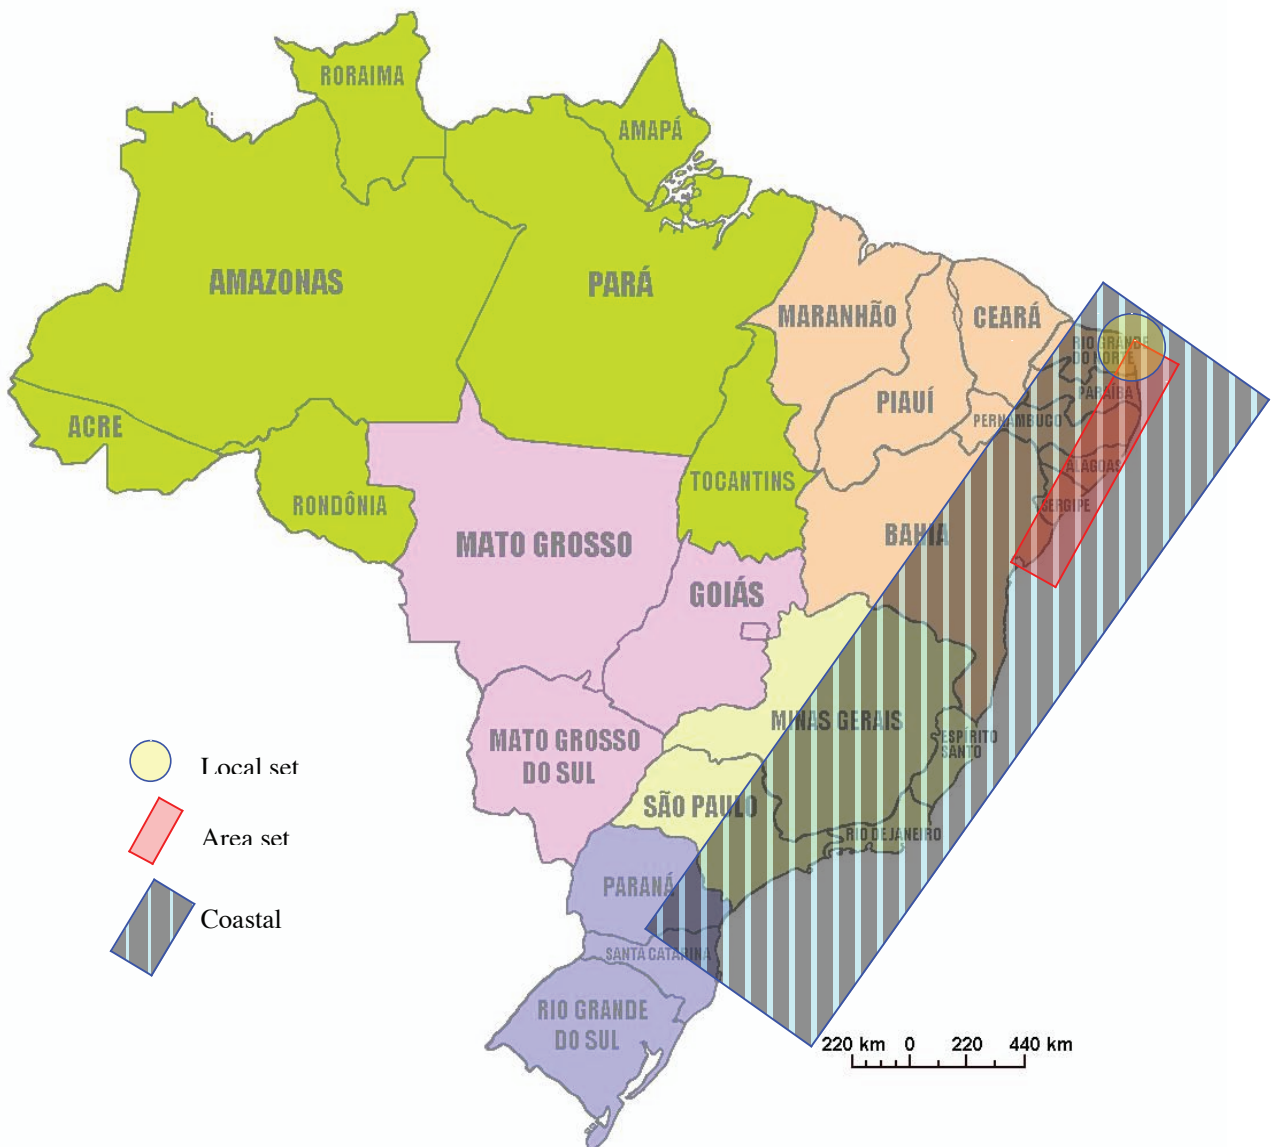 RORAIMA
AMAPÁ
AMAZONAS
PARÁ
MARANHÃO
CEARÁ
RIO GRANDE
DO NORTE
PARAÍBA
PIAUÍ
PERNAMBUCO
ACRE
ALAGOAS
TOCANTINS
RONDÔNIA
SERGIPE
BAHIA
MATO GROSSO
GOIÁS
MINAS GERAIS
ESPÍRITO
SANTO
MATO GROSSO
DO SUL
Local set
SÃO PAULO
RIO DE JANEIRO
Area set
PARANÁ
Coastal
SANTA CATARINA
RIO GRANDE
DO SUL
220 km 0 220 440 km